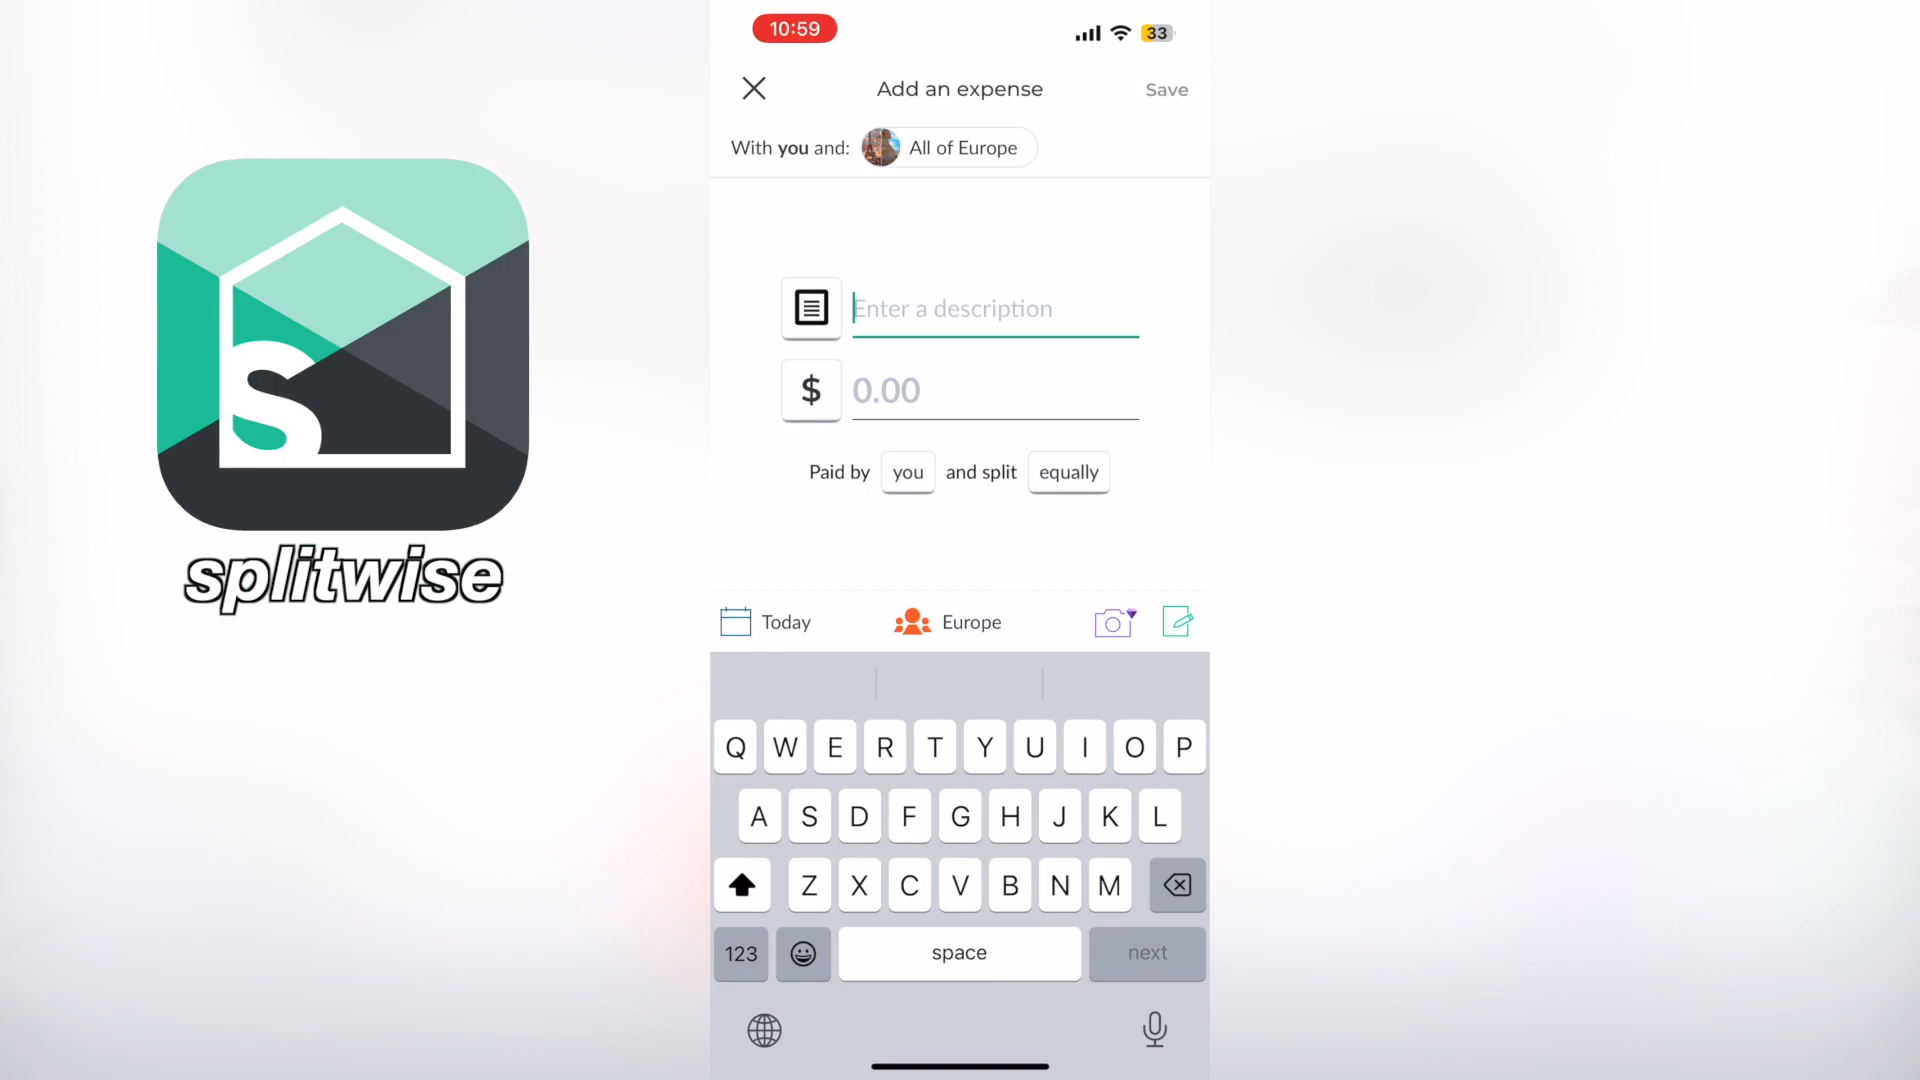 10:59
33
Add an expense
Save
With you and:
All of Europe
Enter a description
$
0.00
Paid by you and split equally
S
splitwise
Today
Europe
Q W E R T Y U I O P
A S D F G H J K L
Z X C V B N M
123
space
next